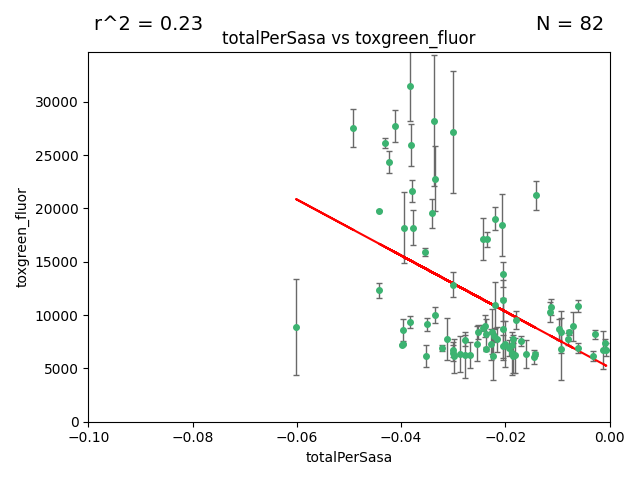 r^2 = 0.23
N = 82
totalPerSasa vs toxgreen_fluor
30000
25000
20000
15000
10000
5000
0
toxgreen_fluor
−0.10
−0.08
−0.06
−0.04
−0.02
0.00
totalPerSasa